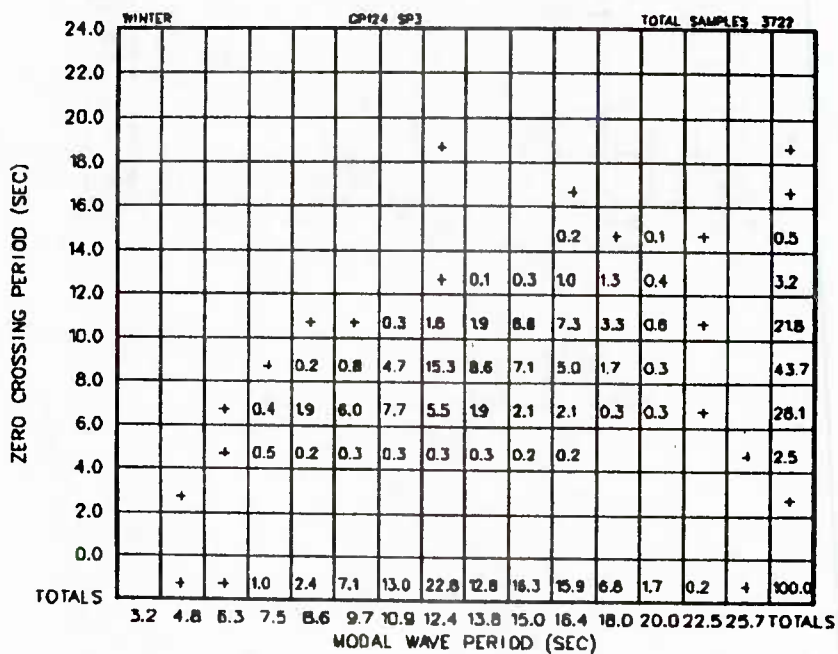 WINTER CP124 SP3 TOTAL SAMPLES 3722
24.0
22.0
20.0
18.0 + +
16.0 + +
14.0 0.2 + 0.1 + 0.5
12.0 + 0.1 0.3 1.0 1.3 0.4 3.2
10.0 + + 0.3 1.6 1.9 6.8 7.3 3.3 0.6 + 21.8
8.0 + 0.2 0.8 4.7 15.3 8.6 7.1 5.0 1.7 0.3 43.7
6.0 + 0.4 1.9 6.0 7.7 5.5 1.9 2.1 2.1 0.3 0.3 + 28.1
4.0 + 0.5 0.2 0.3 0.3 0.3 0.3 0.2 0.2 + 2.5
2.0 + +
0.0
TOTALS + + 1.0 2.4 7.1 13.0 22.8 12.8 16.3 15.9 6.8 1.7 0.2 + 100.0
3.2 4.8 6.3 7.5 8.6 9.7 10.9 12.4 13.8 15.0 16.4 18.0 20.0 22.5 25.7 TOTALS
MODAL WAVE PERIOD (SEC)
ZERO CROSSING PERIOD (SEC)